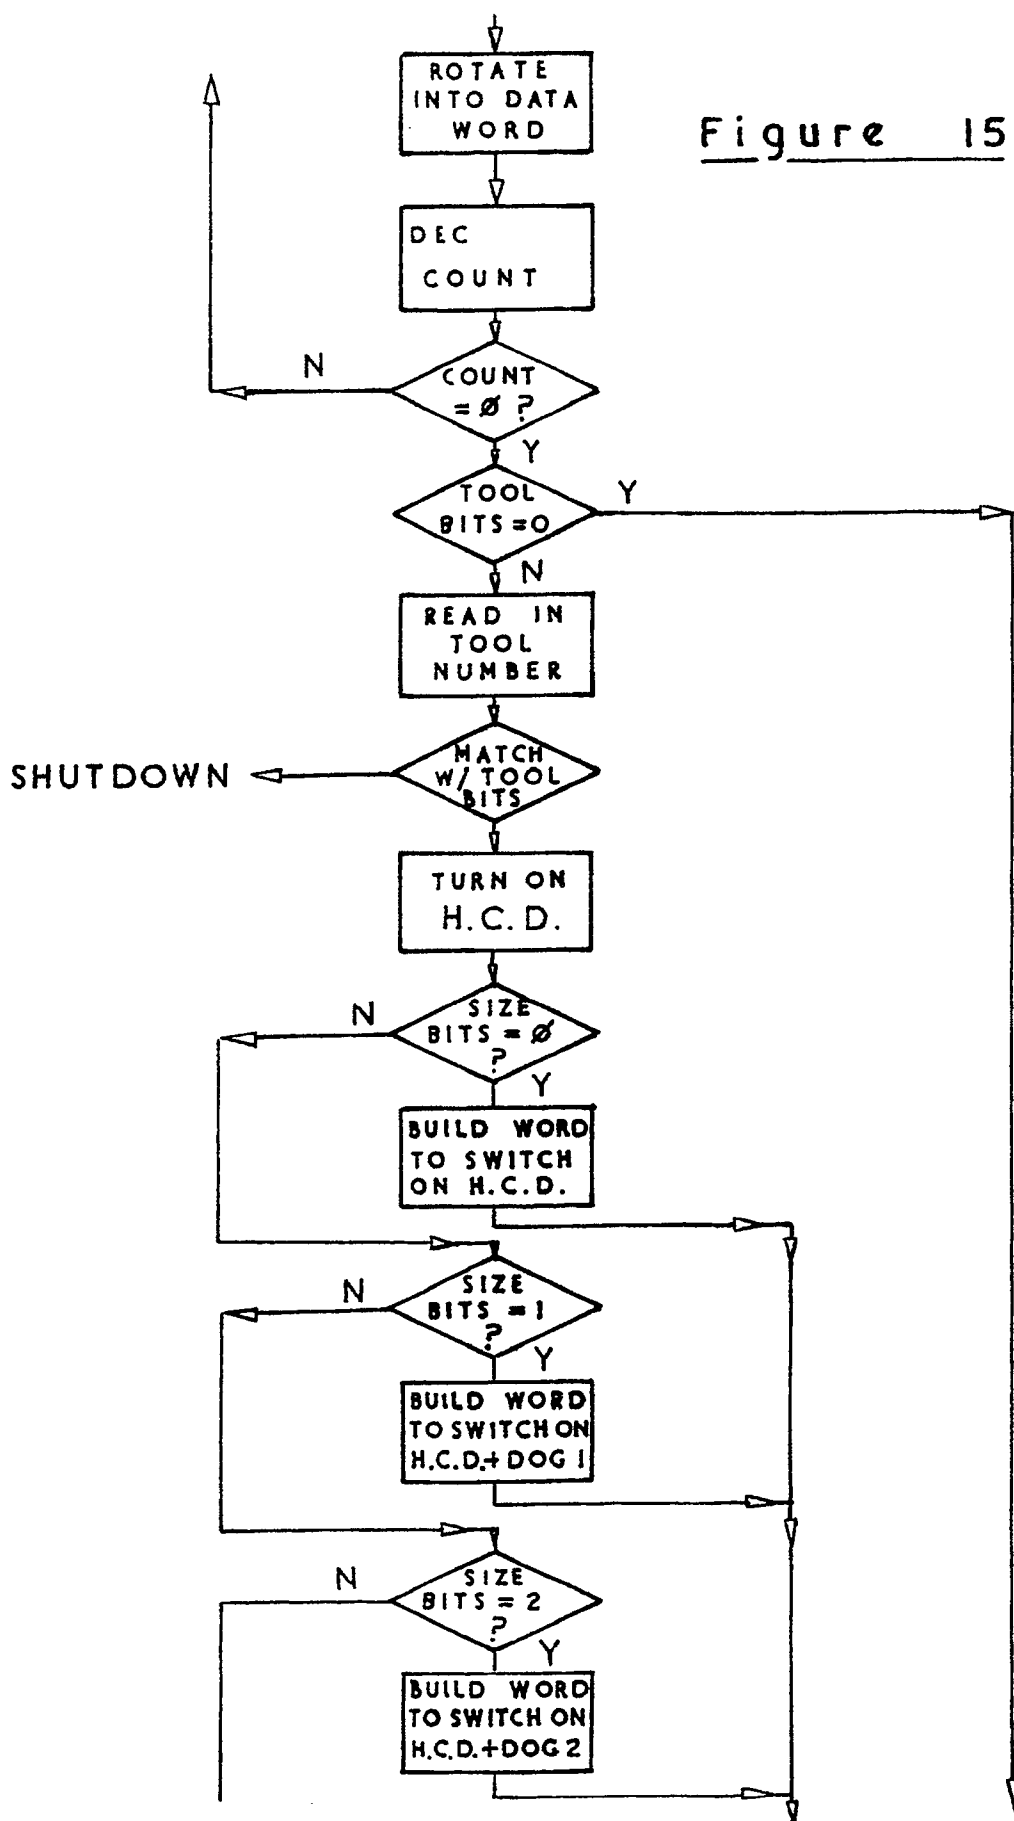 ROTATE
INTO DATA
WORD
Figure 15
DEC
COUNT
N
COUNT
= Ø ?
Y
TOOL
BITS = O
Y
N
READ IN
TOOL
NUMBER
MATCH
W/ TOOL
BITS
SHUTDOWN
TURN ON
H.C.D.
N
SIZE
BITS = Ø
?
Y
BUILD WORD
TO SWITCH
ON H.C.D.
N
SIZE
BITS = 1
?
Y
BUILD WORD
TO SWITCH ON
H.C.D.+ DOG 1
N
SIZE
BITS = 2
?
Y
BUILD WORD
TO SWITCH ON
H.C.D.+DOG 2